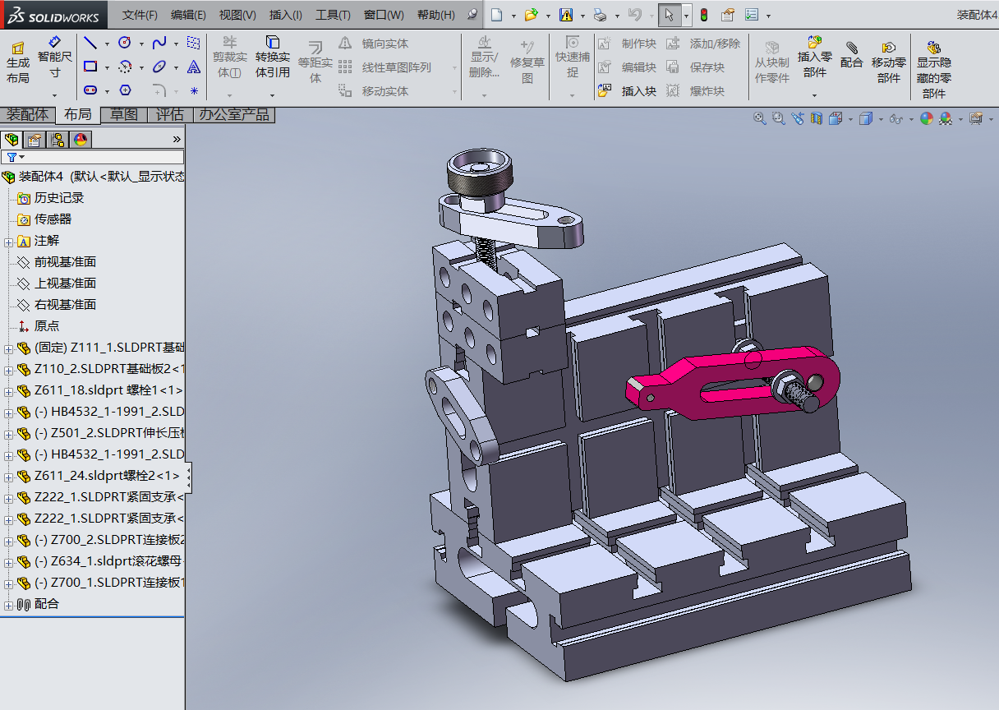 SOLIDWORKS 文件(F) 编辑(E) 视图(V) 插入(I) 工具(T) 窗口(W) 帮助(H) 装配体4
生成布局
智能尺寸
剪裁实体(T)
转换实体引用
等距实体
镜向实体
线性草图阵列
移动实体
显示/删除...
修复草图
快速捕捉
制作块
编辑块
插入块
添加/移除
保存块
爆炸块
从块制作零件
插入零部件
配合
移动零部件
显示隐藏的零部件
装配体 布局 草图 评估 办公室产品
装配体4 (默认<默认_显示状态
历史记录
传感器
注解
前视基准面
上视基准面
右视基准面
原点
(固定) Z111_1.SLDPRT基础
Z110_2.SLDPRT基础板2<1
Z611_18.sldprt 螺栓1<1>
(-) HB4532_1-1991_2.SLD
(-) Z501_2.SLDPRT伸长压板
(-) HB4532_1-1991_2.SLD
Z611_24.sldprt螺栓2<1>
Z222_1.SLDPRT紧固支承<
Z222_1.SLDPRT紧固支承<
(-) Z700_2.SLDPRT连接板2
(-) Z634_1.sldprt滚花螺母
(-) Z700_1.SLDPRT连接板1
配合